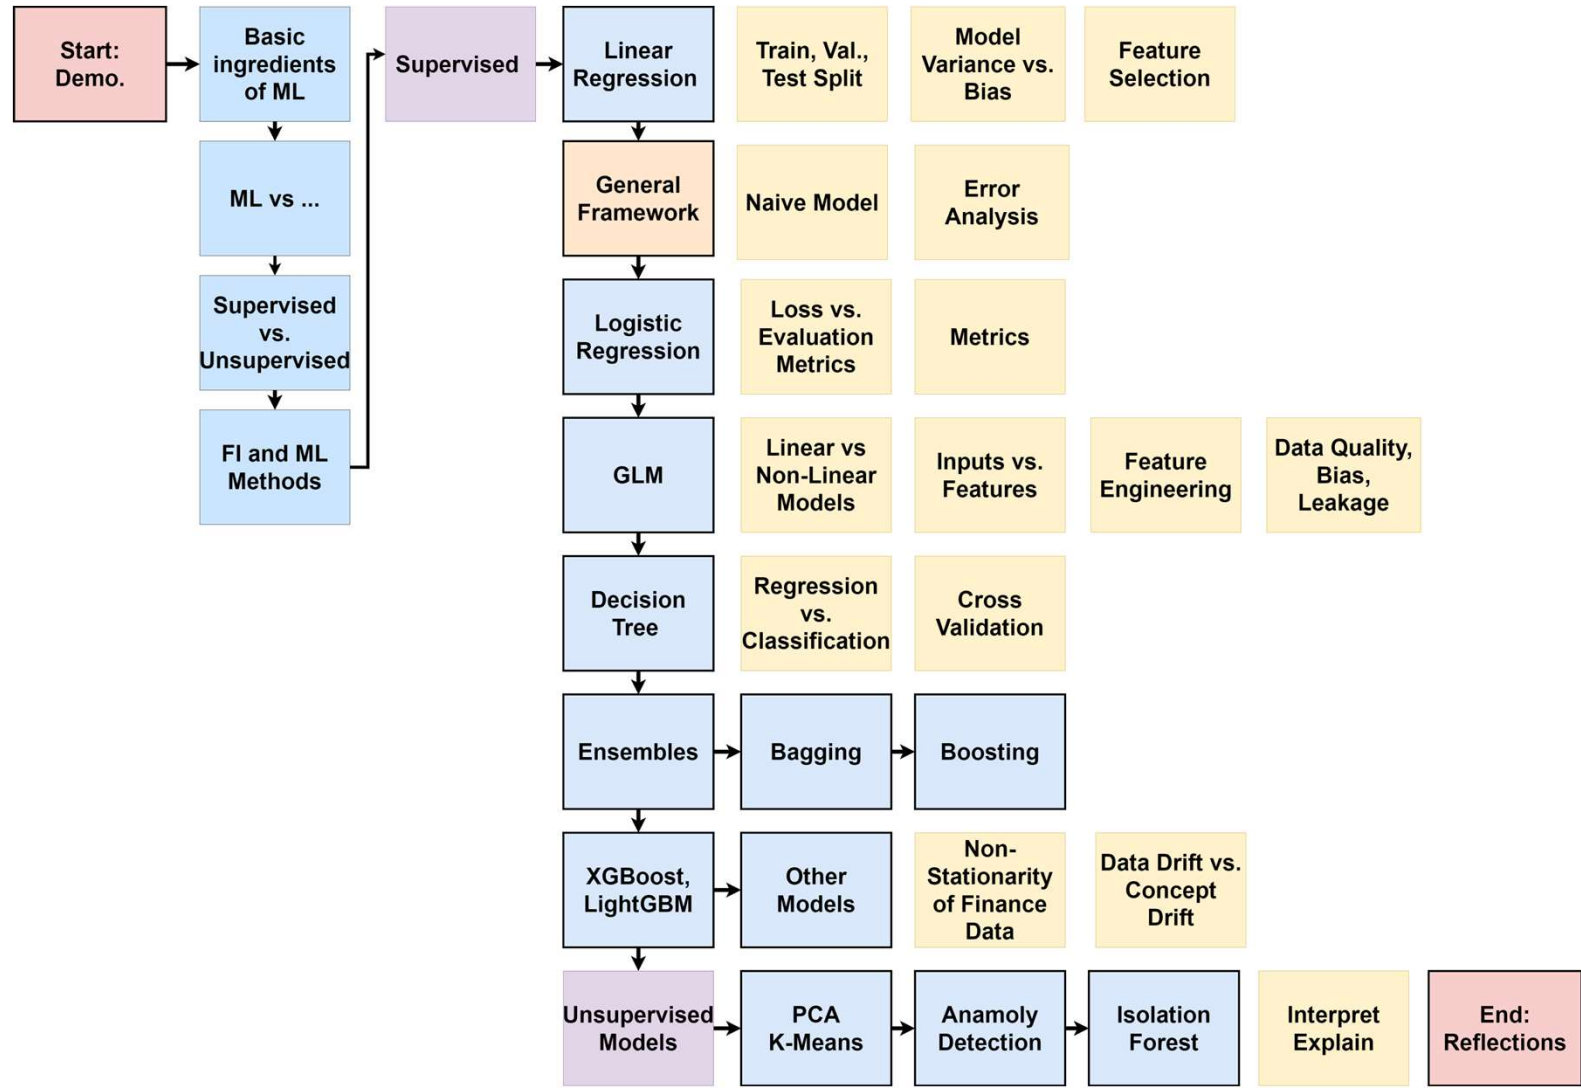 Start:
Demo.
Basic
ingredients
of ML
Supervised
Linear
Regression
Train, Val.,
Test Split
Model
Variance vs.
Bias
Feature
Selection
ML vs ...
General
Framework
Naive Model
Error
Analysis
Supervised
vs.
Unsupervised
Logistic
Regression
Loss vs.
Evaluation
Metrics
Metrics
FI and ML
Methods
GLM
Linear vs
Non-Linear
Models
Inputs vs.
Features
Feature
Engineering
Data Quality,
Bias,
Leakage
Decision
Tree
Regression
vs.
Classification
Cross
Validation
Ensembles
Bagging
Boosting
XGBoost,
LightGBM
Other
Models
Non-
Stationarity
of Finance
Data
Data Drift vs.
Concept
Drift
Unsupervised
Models
PCA
K-Means
Anamoly
Detection
Isolation
Forest
Interpret
Explain
End:
Reflections